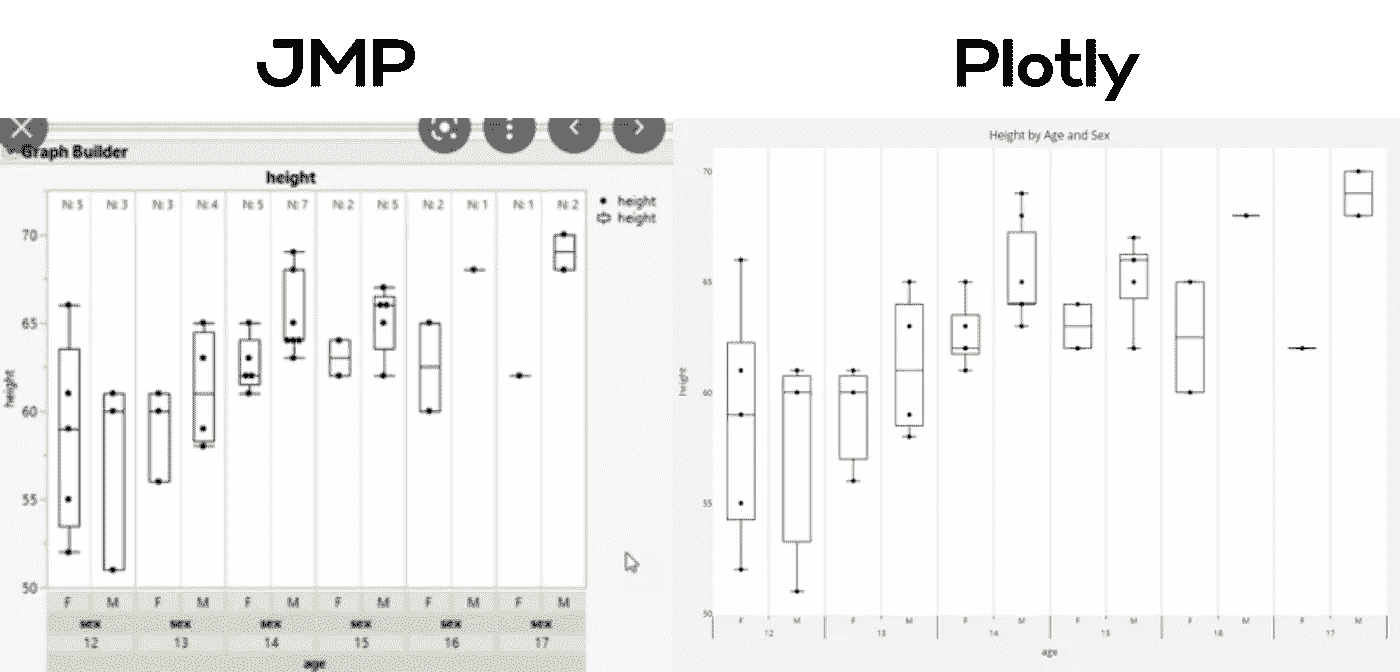 JMP
Plotly
Graph Builder
height
N: 5 N: 3 N: 3 N: 4 N: 5 N: 7 N: 2 N: 5 N: 2 N: 1 N: 1 N: 2
height
height
70
65
60
55
50
height
F M F M F M F M F M F M
sex sex sex sex sex sex
12 13 14 15 16 17
age
Height by Age and Sex
70
65
60
55
50
height
F M F M F M F M F M F M
12 13 14 15 16 17
age